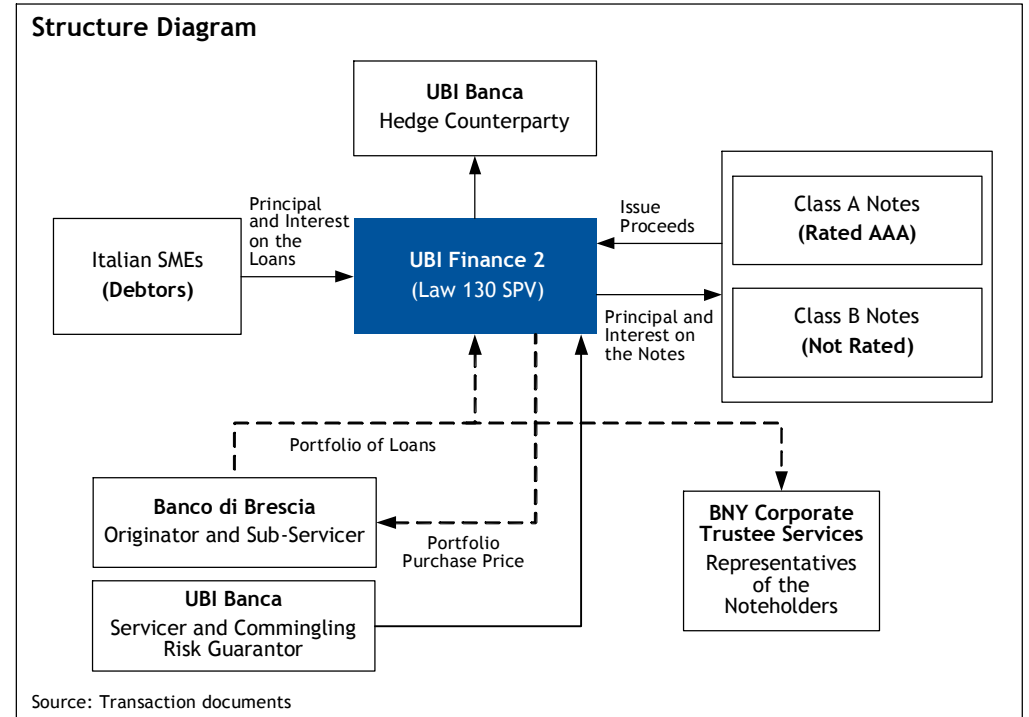 Structure Diagram
UBI Banca
Hedge Counterparty
Principal
and Interest
on the
Loans
Issue
Proceeds
Class A Notes
(Rated AAA)
Italian SMEs
(Debtors)
UBI Finance 2
(Law 130 SPV)
Principal and
Interest on
the Notes
Class B Notes
(Not Rated)
Portfolio of Loans
Banco di Brescia
Originator and Sub-Servicer
Portfolio
Purchase Price
BNY Corporate
Trustee Services
Representatives
of the
Noteholders
UBI Banca
Servicer and Commingling
Risk Guarantor
Source: Transaction documents